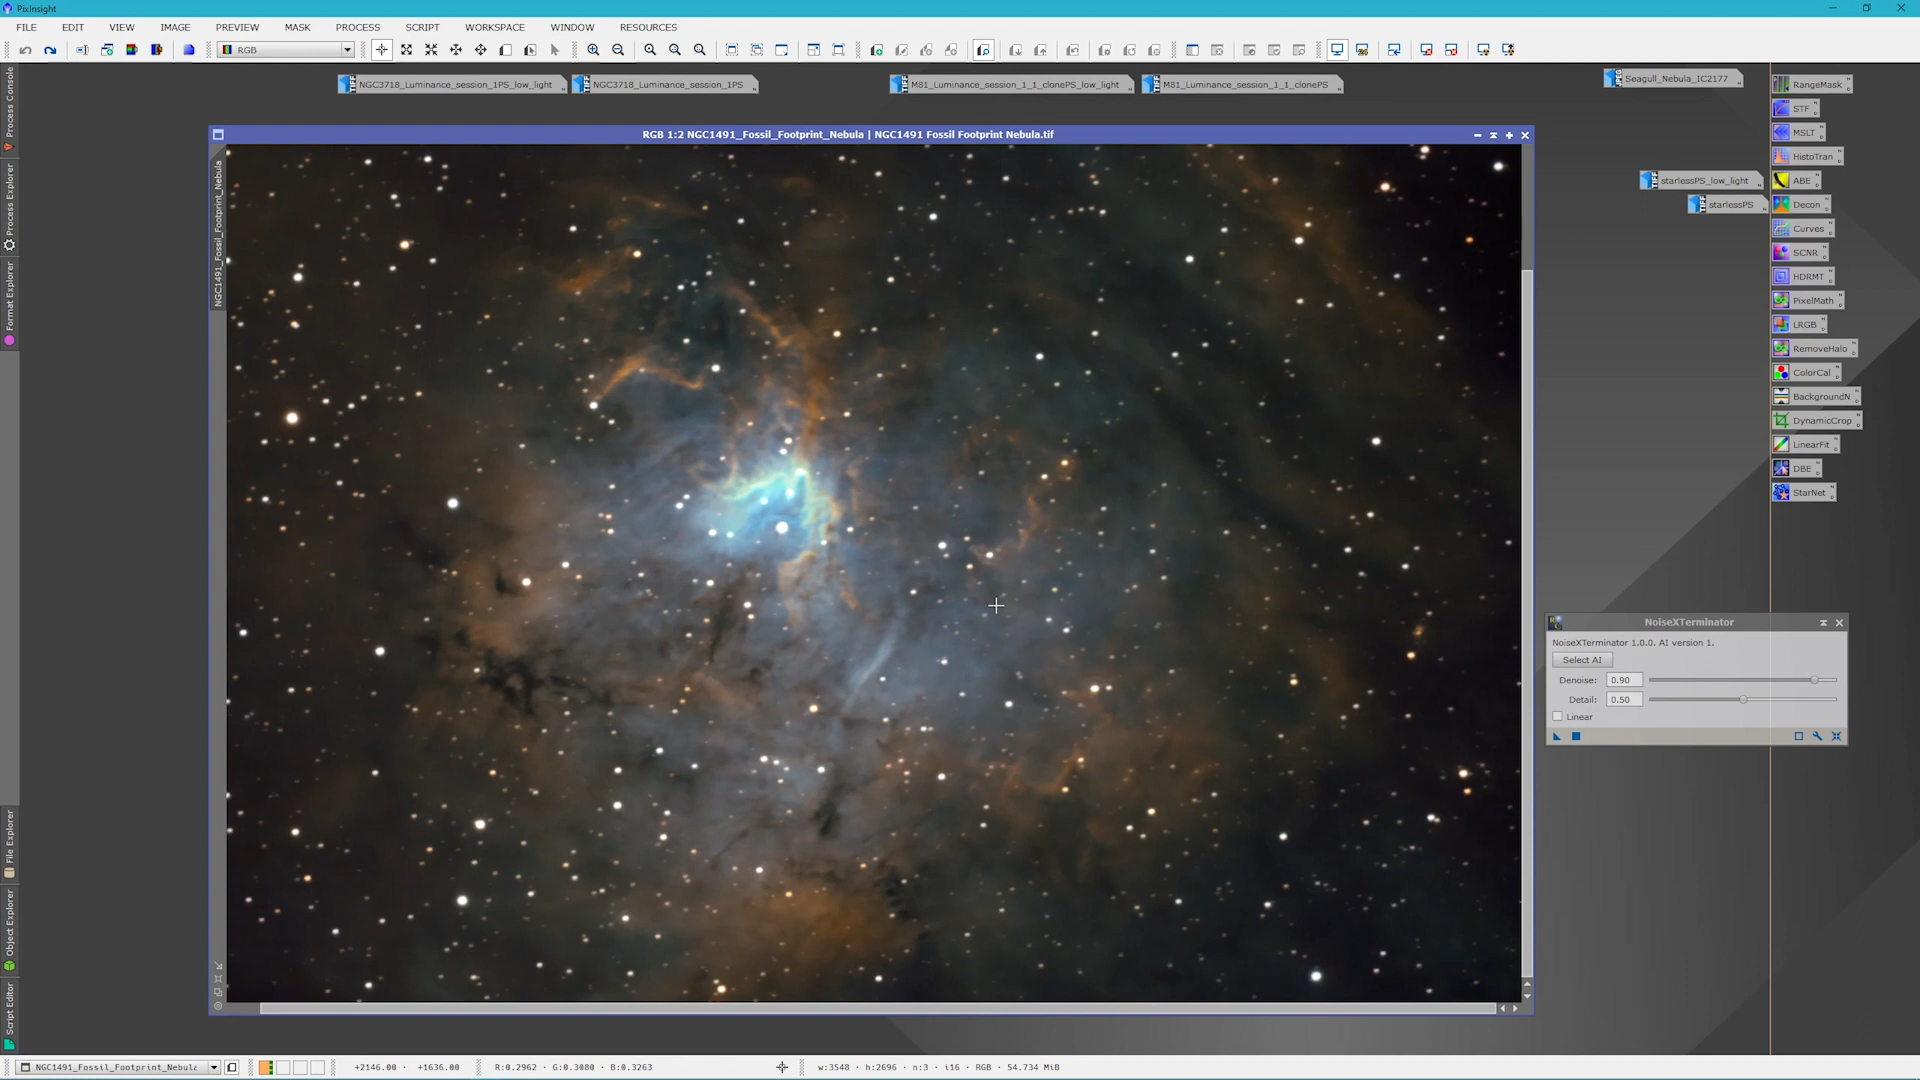 PixInsight
FILE EDIT VIEW IMAGE PREVIEW MASK PROCESS SCRIPT WORKSPACE WINDOW RESOURCES
RGB
NGC3718_Luminance_session_1PS_low_light
NGC3718_Luminance_session_1PS
M81_Luminance_session_1_1_clonePS_low_light
M81_Luminance_session_1_1_clonePS
Seagull_Nebula_IC2177
starlessPS_low_light
starlessPS
RangeMask
STF
MSLT
HistoTran
ABE
Decon
Curves
SCNR
HDRMT
PixelMath
LRGB
RemoveHalo
ColorCal
BackgroundN
DynamicCrop
LinearFit
DBE
StarNet
Process Console
Process Explorer
Format Explorer
File Explorer
Object Explorer
Script Editor
RGB 1:2 NGC1491_Fossil_Footprint_Nebula | NGC1491 Fossil Footprint Nebula.tif
NGC1491_Fossil_Footprint_Nebula
NoiseXTerminator
NoiseXTerminator 1.0.0. AI version 1.
Select AI
Denoise: 0.90
Detail: 0.50
Linear
NGC1491_Fossil_Footprint_Nebula
+2146.00 · +1636.00
R:0.2962 · G:0.3080 · B:0.3263
w:3548 · h:2696 · n:3 · i16 · RGB · 54.734 MiB